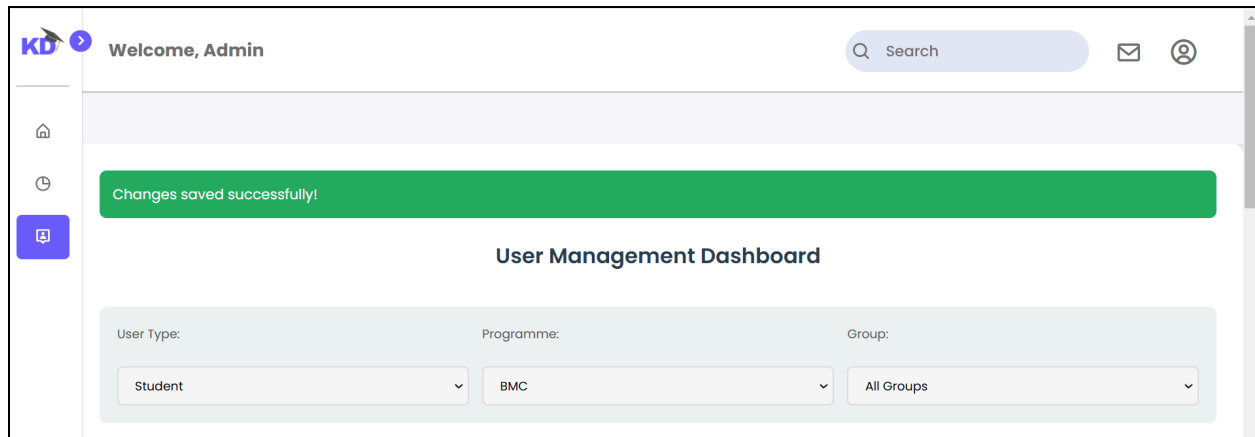 KD
Welcome, Admin
Search
Changes saved successfully!
User Management Dashboard
User Type:
Programme:
Group:
Student
BMC
All Groups